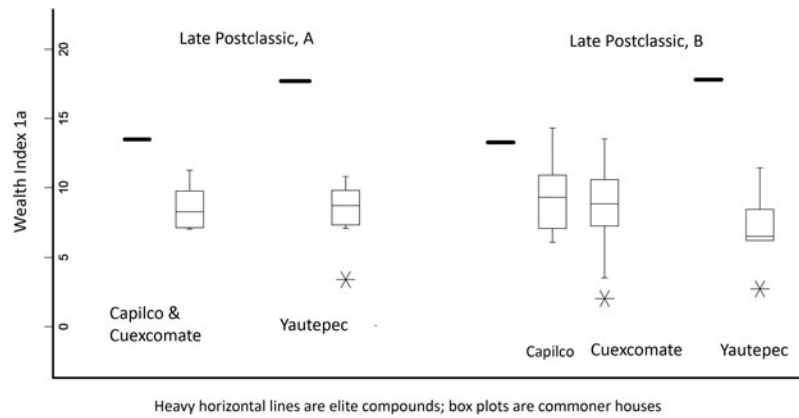 Late Postclassic, A
Late Postclassic, B
Wealth Index 1a
20
15
10
5
0
Capilco &
Cuexcomate
Yautepec
Capilco
Cuexcomate
Yautepec
Heavy horizontal lines are elite compounds; box plots are commoner houses